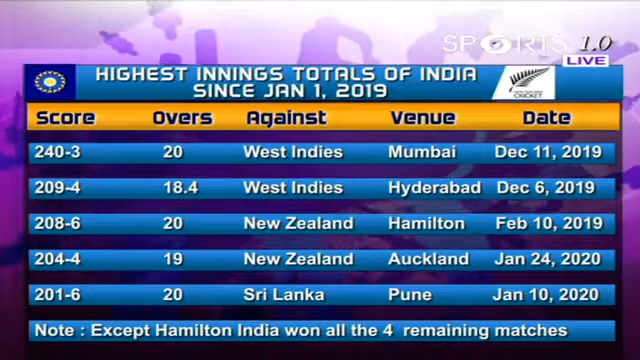 SPORTS 1.0
LIVE
HIGHEST INNINGS TOTALS OF INDIA
SINCE JAN 1, 2019
Score Overs Against Venue Date
240-3 20 West Indies Mumbai Dec 11, 2019
209-4 18.4 West Indies Hyderabad Dec 6, 2019
208-6 20 New Zealand Hamilton Feb 10, 2019
204-4 19 New Zealand Auckland Jan 24, 2020
201-6 20 Sri Lanka Pune Jan 10, 2020
Note : Except Hamilton India won all the 4 remaining matches